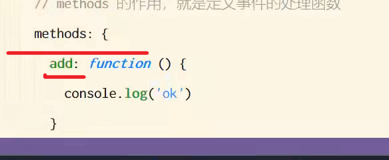 // methods 的作用，就是定义事件的处理函数
methods: {
add: function () {
console.log('ok')
}